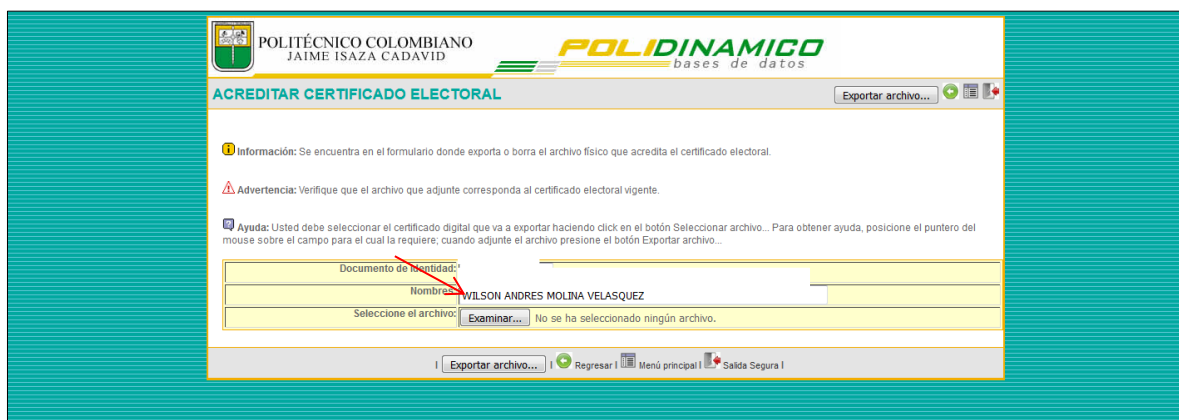 POLITÉCNICO COLOMBIANO
JAIME ISAZA CADAVID
POLIDINAMICO
bases de datos
ACREDITAR CERTIFICADO ELECTORAL
Exportar archivo...
Información: Se encuentra en el formulario donde exporta o borra el archivo físico que acredita el certificado electoral.
Advertencia: Verifique que el archivo que adjunte corresponda al certificado electoral vigente.
Ayuda: Usted debe seleccionar el certificado digital que va a exportar haciendo click en el botón Seleccionar archivo... Para obtener ayuda, posicione el puntero del
mouse sobre el campo para el cual la requiere; cuando adjunte el archivo presione el botón Exportar archivo...
Documento de Identidad:
Nombres: WILSON ANDRES MOLINA VELASQUEZ
Seleccione el archivo: Examinar... No se ha seleccionado ningún archivo.
| Exportar archivo... | Regresar | Menú principal | Salida Segura |